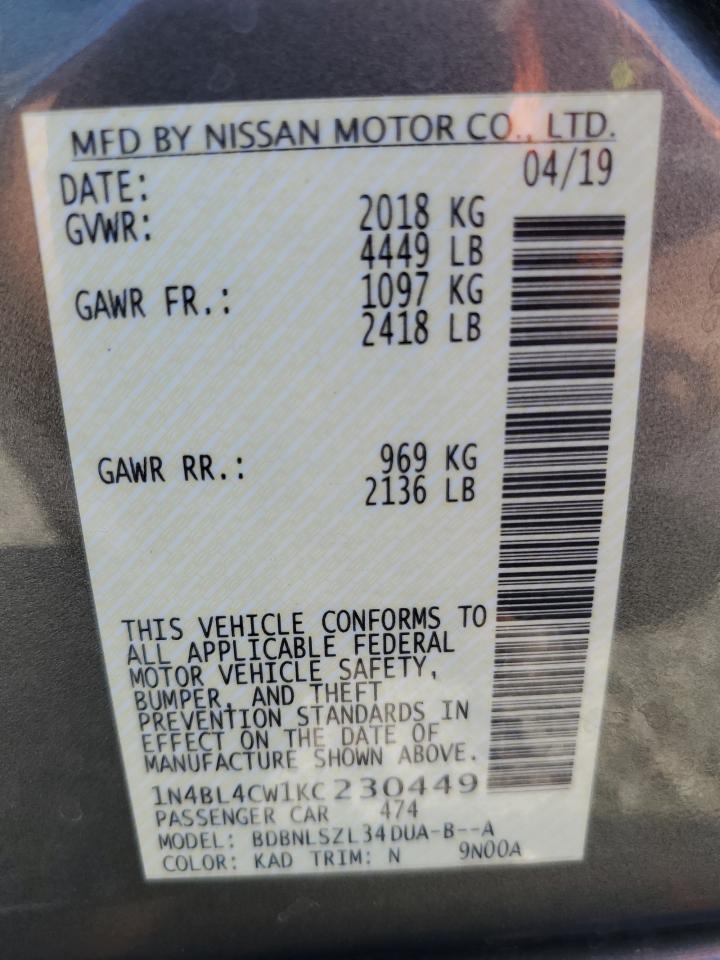 MFD BY NISSAN MOTOR CO., LTD.
DATE: 04/19
GVWR: 2018 KG
4449 LB
GAWR FR.: 1097 KG
2418 LB
GAWR RR.: 969 KG
2136 LB
THIS VEHICLE CONFORMS TO
ALL APPLICABLE FEDERAL
MOTOR VEHICLE SAFETY,
BUMPER, AND THEFT
PREVENTION STANDARDS IN
EFFECT ON THE DATE OF
MANUFACTURE SHOWN ABOVE.
1N4BL4CW1KC230449
PASSENGER CAR 474
MODEL: BDBNLSZL34DUA-B--A
COLOR: KAD TRIM: N 9N00A